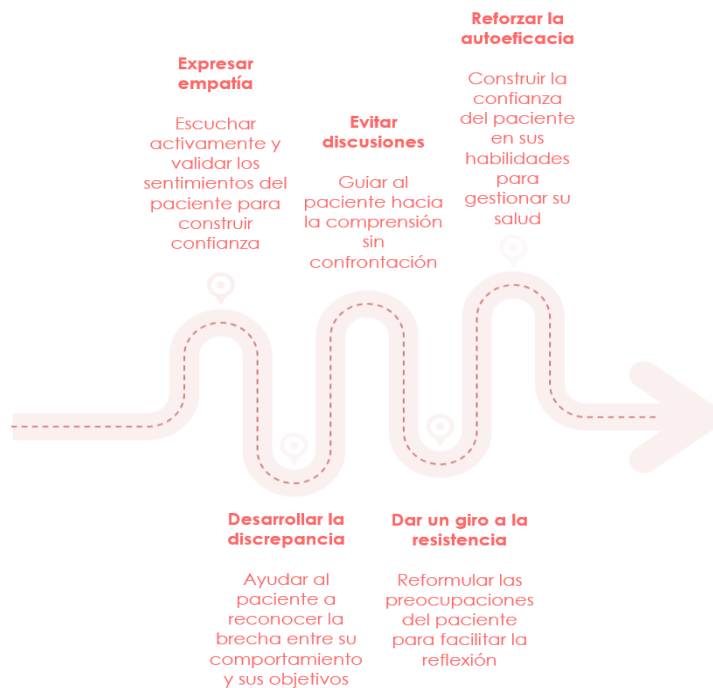 Expresar
empatía
Escuchar
activamente y
validar los
sentimientos del
paciente para
construir
confianza
Desarrollar la
discrepancia
Ayudar al
paciente a
reconocer la
brecha entre su
comportamiento
y sus objetivos
Evitar
discusiones
Guiar al
paciente hacia
la comprensión
sin
confrontación
Dar un giro a la
resistencia
Reformular las
preocupaciones
del paciente
para facilitar la
reflexión
Reforzar la
autoeficacia
Construir la
confianza
del paciente
en sus
habilidades
para
gestionar su
salud